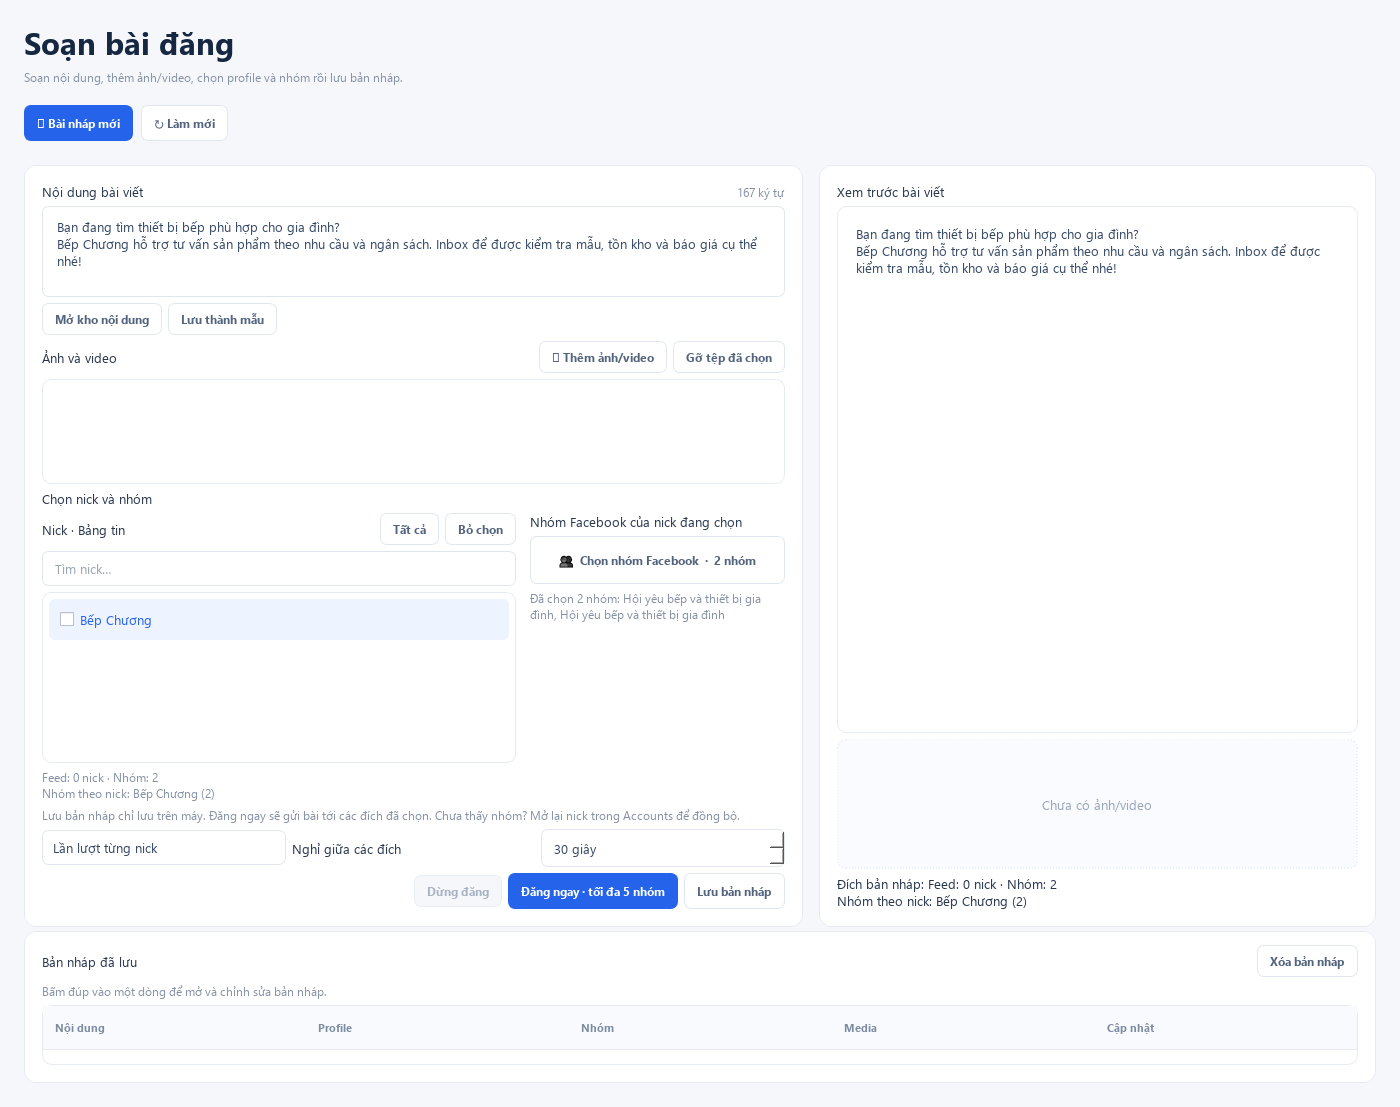 Soạn bài đăng
Soạn nội dung, thêm ảnh/video, chọn profile và nhóm rồi lưu bản nháp.
Bài nháp mới
↻ Làm mới
Nội dung bài viết
167 ký tự
Bạn đang tìm thiết bị bếp phù hợp cho gia đình?
Bếp Chương hỗ trợ tư vấn sản phẩm theo nhu cầu và ngân sách. Inbox để được kiểm tra mẫu, tồn kho và báo giá cụ thể
nhé!
Mở kho nội dung
Lưu thành mẫu
Ảnh và video
Thêm ảnh/video
Gỡ tệp đã chọn
Chọn nick và nhóm
Nick · Bảng tin
Tất cả
Bỏ chọn
Tìm nick...
Bếp Chương
Nhóm Facebook của nick đang chọn
Chọn nhóm Facebook · 2 nhóm
Đã chọn 2 nhóm: Hội yêu bếp và thiết bị gia
đình, Hội yêu bếp và thiết bị gia đình
Feed: 0 nick · Nhóm: 2
Nhóm theo nick: Bếp Chương (2)
Lưu bản nháp chỉ lưu trên máy. Đăng ngay sẽ gửi bài tới các đích đã chọn. Chưa thấy nhóm? Mở lại nick trong Accounts để đồng bộ.
Lần lượt từng nick
Nghỉ giữa các đích
30 giây
Dừng đăng
Đăng ngay · tối đa 5 nhóm
Lưu bản nháp
Xem trước bài viết
Bạn đang tìm thiết bị bếp phù hợp cho gia đình?
Bếp Chương hỗ trợ tư vấn sản phẩm theo nhu cầu và ngân sách. Inbox để được
kiểm tra mẫu, tồn kho và báo giá cụ thể nhé!
Chưa có ảnh/video
Đích bản nháp: Feed: 0 nick · Nhóm: 2
Nhóm theo nick: Bếp Chương (2)
Bản nháp đã lưu
Xóa bản nháp
Bấm đúp vào một dòng để mở và chỉnh sửa bản nháp.
Nội dung
Profile
Nhóm
Media
Cập nhật